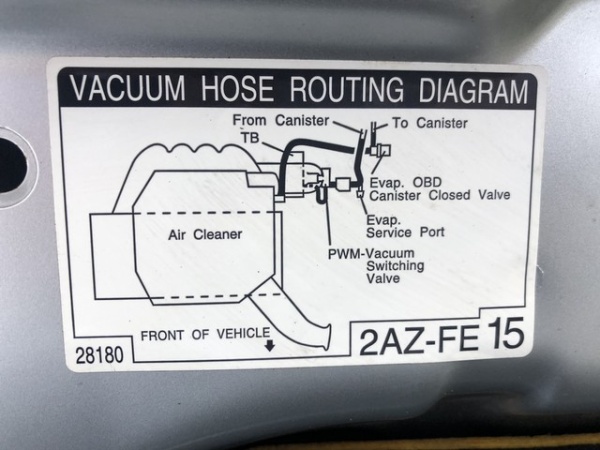 VACUUM HOSE ROUTING DIAGRAM
From Canister
To Canister
TB
Evap. OBD
Canister Closed Valve
Evap.
Service Port
Air Cleaner
PWM-Vacuum
Switching
Valve
FRONT OF VEHICLE
28180
2AZ-FE 15